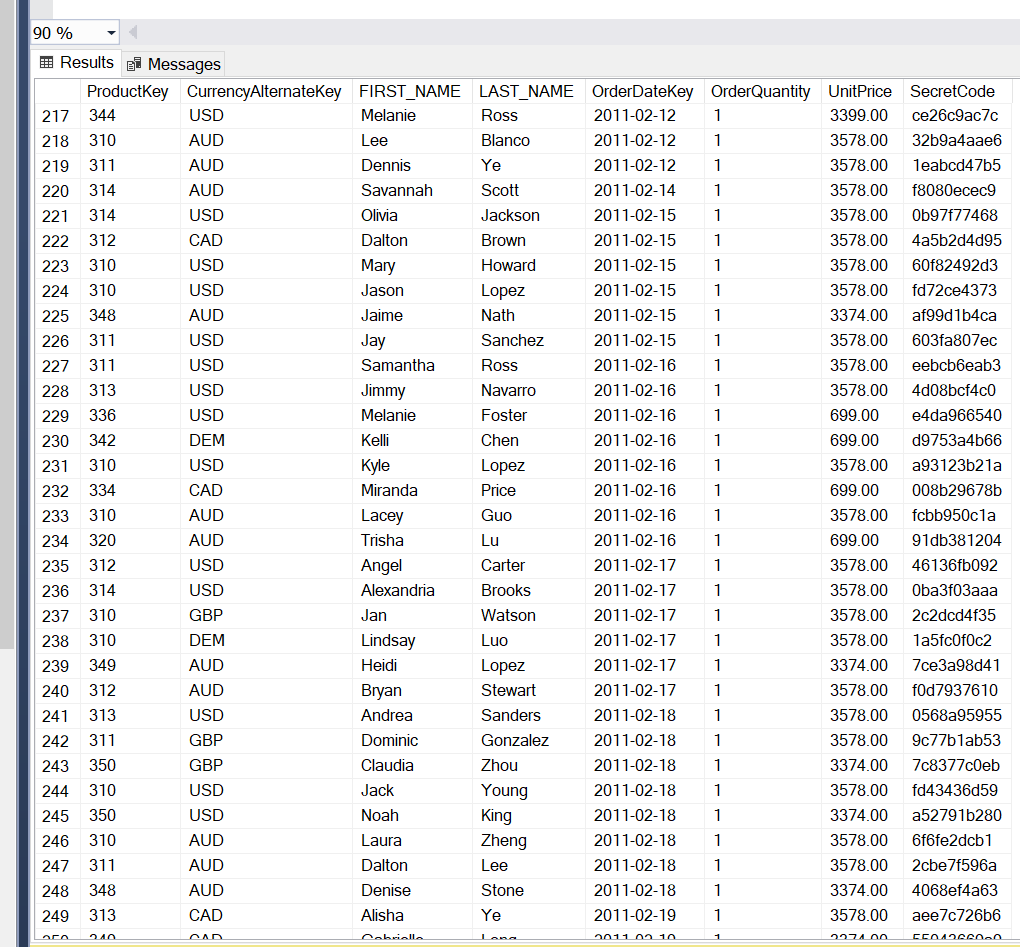 90 %
Results Messages
ProductKey CurrencyAlternateKey FIRST_NAME LAST_NAME OrderDateKey OrderQuantity UnitPrice SecretCode
217 344 USD Melanie Ross 2011-02-12 1 3399.00 ce26c9ac7c
218 310 AUD Lee Blanco 2011-02-12 1 3578.00 32b9a4aae6
219 311 AUD Dennis Ye 2011-02-12 1 3578.00 1eabcd47b5
220 314 AUD Savannah Scott 2011-02-14 1 3578.00 f8080ecec9
221 314 USD Olivia Jackson 2011-02-15 1 3578.00 0b97f77468
222 312 CAD Dalton Brown 2011-02-15 1 3578.00 4a5b2d4d95
223 310 USD Mary Howard 2011-02-15 1 3578.00 60f82492d3
224 310 USD Jason Lopez 2011-02-15 1 3578.00 fd72ce4373
225 348 AUD Jaime Nath 2011-02-15 1 3374.00 af99d1b4ca
226 311 USD Jay Sanchez 2011-02-15 1 3578.00 603fa807ec
227 311 USD Samantha Ross 2011-02-16 1 3578.00 eebcb6eab3
228 313 USD Jimmy Navarro 2011-02-16 1 3578.00 4d08bcf4c0
229 336 USD Melanie Foster 2011-02-16 1 699.00 e4da966540
230 342 DEM Kelli Chen 2011-02-16 1 699.00 d9753a4b66
231 310 USD Kyle Lopez 2011-02-16 1 3578.00 a93123b21a
232 334 CAD Miranda Price 2011-02-16 1 699.00 008b29678b
233 310 AUD Lacey Guo 2011-02-16 1 3578.00 fcbb950c1a
234 320 AUD Trisha Lu 2011-02-16 1 699.00 91db381204
235 312 USD Angel Carter 2011-02-17 1 3578.00 46136fb092
236 314 USD Alexandria Brooks 2011-02-17 1 3578.00 0ba3f03aaa
237 310 GBP Jan Watson 2011-02-17 1 3578.00 2c2dcd4f35
238 310 DEM Lindsay Luo 2011-02-17 1 3578.00 1a5fc0f0c2
239 349 AUD Heidi Lopez 2011-02-17 1 3374.00 7ce3a98d41
240 312 AUD Bryan Stewart 2011-02-17 1 3578.00 f0d7937610
241 313 USD Andrea Sanders 2011-02-18 1 3578.00 0568a95955
242 311 GBP Dominic Gonzalez 2011-02-18 1 3578.00 9c77b1ab53
243 350 GBP Claudia Zhou 2011-02-18 1 3374.00 7c8377c0eb
244 310 USD Jack Young 2011-02-18 1 3578.00 fd43436d59
245 350 USD Noah King 2011-02-18 1 3374.00 a52791b280
246 310 AUD Laura Zheng 2011-02-18 1 3578.00 6f6fe2dcb1
247 311 AUD Dalton Lee 2011-02-18 1 3578.00 2cbe7f596a
248 348 AUD Denise Stone 2011-02-18 1 3374.00 4068ef4a63
249 313 CAD Alisha Ye 2011-02-19 1 3578.00 aee7c726b6